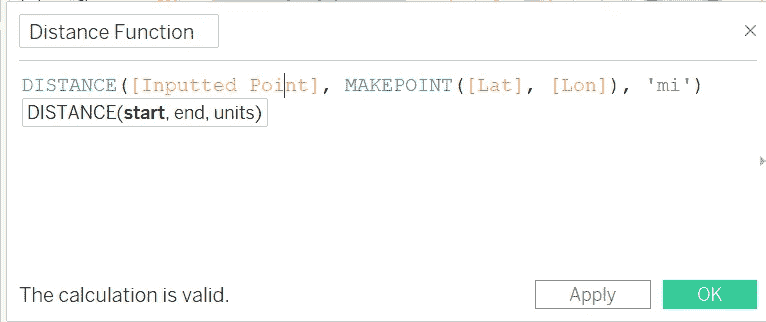 Distance Function
DISTANCE([Inputted Point], MAKEPOINT([Lat], [Lon]), 'mi')
DISTANCE(start, end, units)
The calculation is valid.
Apply
OK